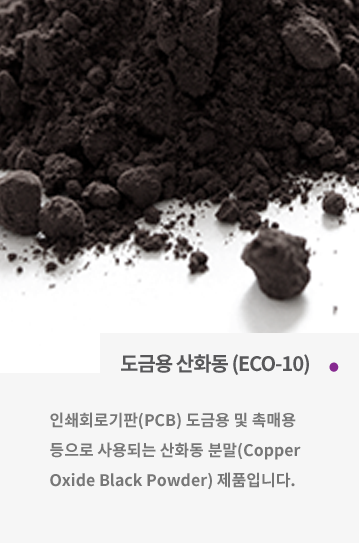 도금용 산화동 (ECO-10)
인쇄회로기판(PCB) 도금용 및 촉매용
등으로 사용되는 산화동 분말(Copper
Oxide Black Powder) 제품입니다.